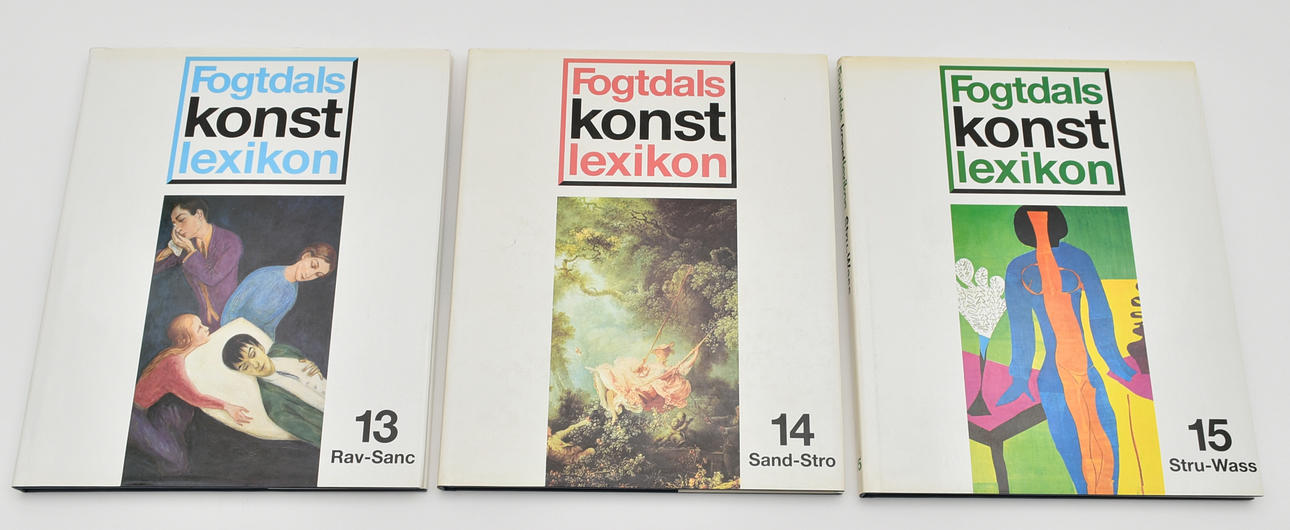 Fogtdals
konst
lexikon
13
Rav-Sanc
Fogtdals
konst
lexikon
14
Sand-Stro
Fogtdals
konst
lexikon
15
Stru-Wass